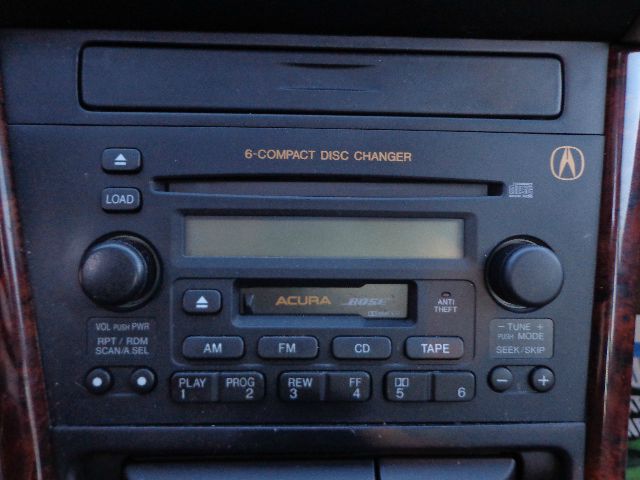 6-COMPACT DISC CHANGER
LOAD
ACURA BOSE
ANTI THEFT
VOL PUSH PWR
RPT / RDM
SCAN/A.SEL
AM FM CD TAPE
– TUNE +
PUSH MODE
SEEK/SKIP
PLAY 1 PROG 2 REW 3 FF 4 5 6